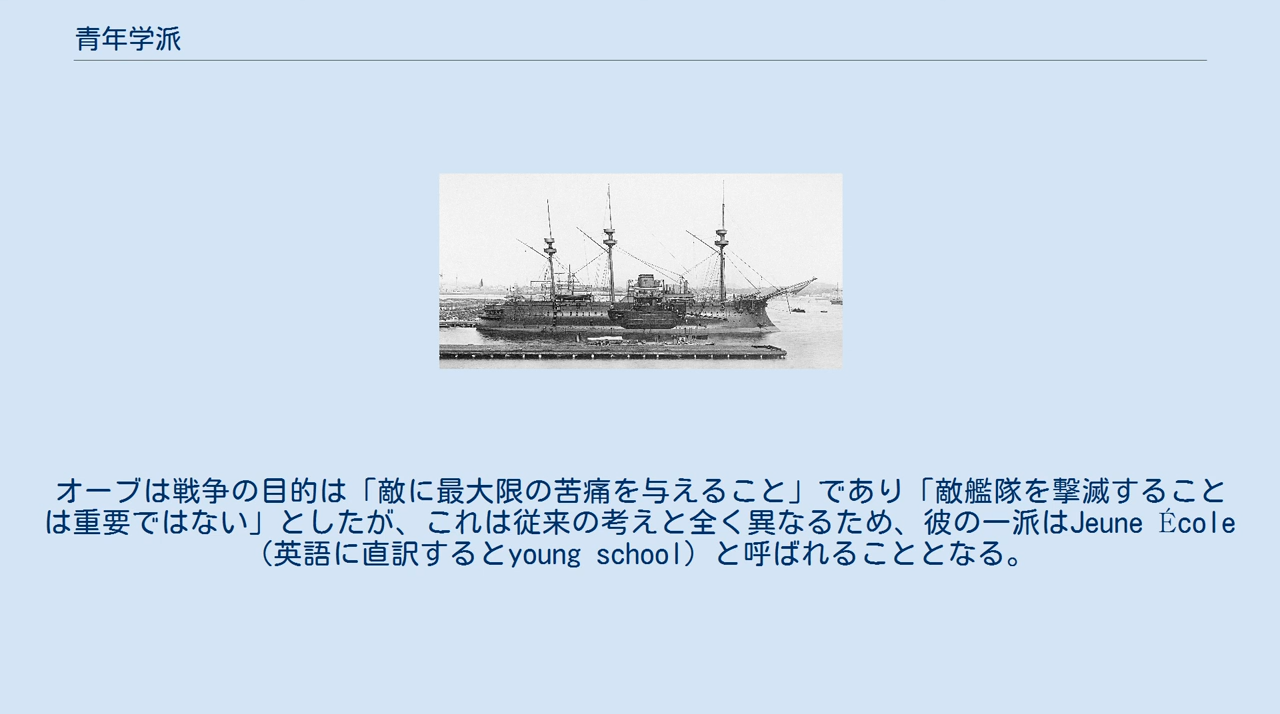 青年学派
オーブは戦争の目的は「敵に最大限の苦痛を与えること」であり「敵艦隊を撃滅すること
は重要ではない」としたが、これは従来の考えと全く異なるため、彼の一派はJeune École
（英語に直訳するとyoung school）と呼ばれることとなる。